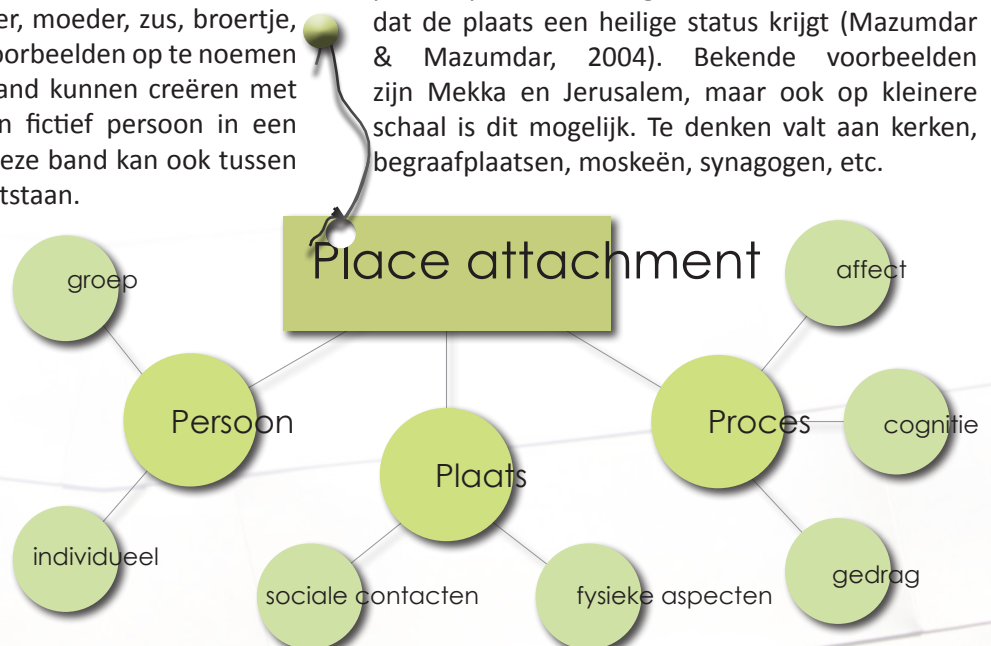 er, moeder, zus, broertje,
oorbeelden op te noemen
and kunnen creëren met
n fictief persoon in een
eze band kan ook tussen
tstaan.
dat de plaats een heilige status krijgt (Mazumdar
& Mazumdar, 2004). Bekende voorbeelden
zijn Mekka en Jerusalem, maar ook op kleinere
schaal is dit mogelijk. Te denken valt aan kerken,
begraafplaatsen, moskeën, synagogen, etc.
Place attachment
groep
Persoon
individueel
Plaats
sociale contacten
fysieke aspecten
Proces
affect
cognitie
gedrag